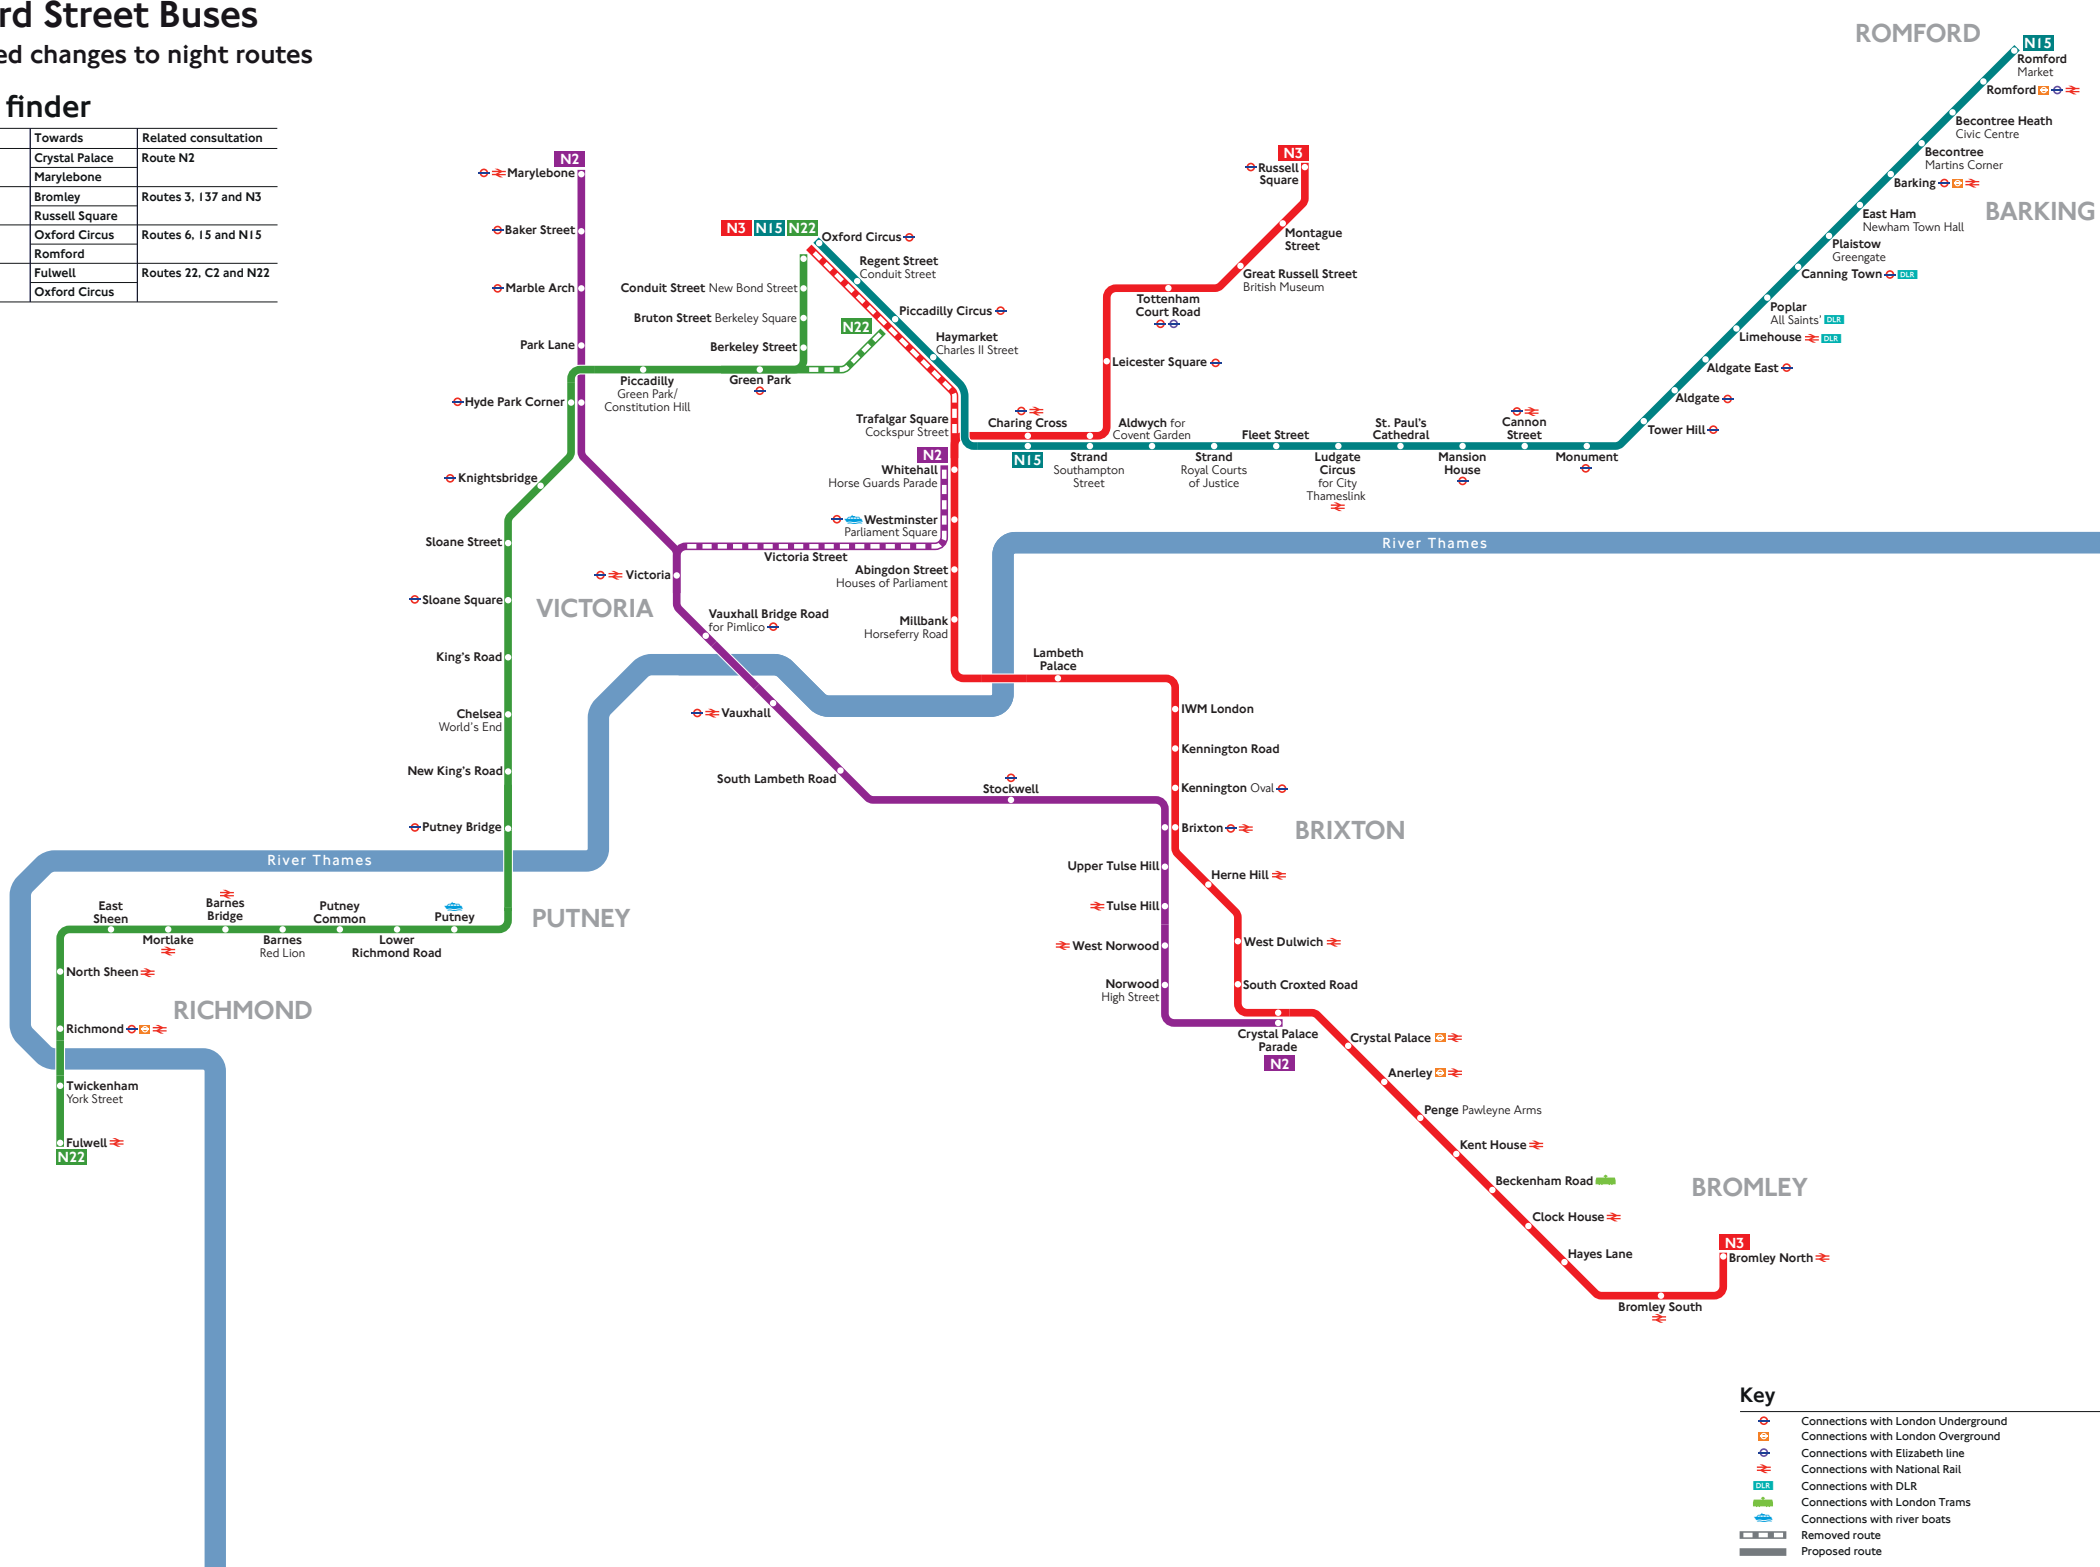 rd Street Buses
ed changes to night routes
finder
Towards
Related consultation
Crystal Palace
Route N2
Marylebone
Bromley
Routes 3, 137 and N3
Russell Square
Oxford Circus
Routes 6, 15 and N15
Romford
Fulwell
Routes 22, C2 and N22
Oxford Circus
N2
Marylebone
Baker Street
Marble Arch
Park Lane
Hyde Park Corner
Knightsbridge
Sloane Street
Sloane Square
King's Road
Chelsea
World's End
New King's Road
Putney Bridge
N3 N15 N22
Oxford Circus
Regent Street
Conduit Street
Conduit Street New Bond Street
Bruton Street Berkeley Square
Berkeley Street
N22
Piccadilly Circus
Haymarket
Charles II Street
Piccadilly
Green Park/
Constitution Hill
Green Park
Trafalgar Square
Cockspur Street
N2
Whitehall
Horse Guards Parade
Westminster
Parliament Square
Victoria Street
Abingdon Street
Houses of Parliament
Millbank
Horseferry Road
Victoria
VICTORIA
Vauxhall Bridge Road
for Pimlico
Vauxhall
South Lambeth Road
Stockwell
N3
Russell
Square
Montague
Street
Great Russell Street
British Museum
Tottenham
Court Road
Leicester Square
Charing Cross
N15
Aldwych for
Covent Garden
Strand
Southampton
Street
Strand
Royal Courts
of Justice
Fleet Street
Ludgate
Circus
for City
Thameslink
St. Paul's
Cathedral
Mansion
House
Cannon
Street
Monument
Tower Hill
Aldgate
Aldgate East
Limehouse DLR
Poplar
All Saints' DLR
Canning Town DLR
Plaistow
Greengate
East Ham
Newham Town Hall
BARKING
Barking
Becontree
Martins Corner
Becontree Heath
Civic Centre
Romford
ROMFORD
N15
Romford
Market
River Thames
Lambeth
Palace
IWM London
Kennington Road
Kennington Oval
Brixton
BRIXTON
Upper Tulse Hill
Herne Hill
Tulse Hill
West Norwood
West Dulwich
Norwood
High Street
South Croxted Road
Crystal Palace
Parade
N2
Crystal Palace
Anerley
Penge Pawleyne Arms
Kent House
Beckenham Road
Clock House
Hayes Lane
BROMLEY
N3
Bromley North
Bromley South
River Thames
PUTNEY
Putney
Lower
Richmond Road
Putney
Common
Barnes
Red Lion
Barnes
Bridge
Mortlake
East
Sheen
North Sheen
RICHMOND
Richmond
Twickenham
York Street
Fulwell
N22
Key
Connections with London Underground
Connections with London Overground
Connections with Elizabeth line
Connections with National Rail
DLR Connections with DLR
Connections with London Trams
Connections with river boats
Removed route
Proposed route